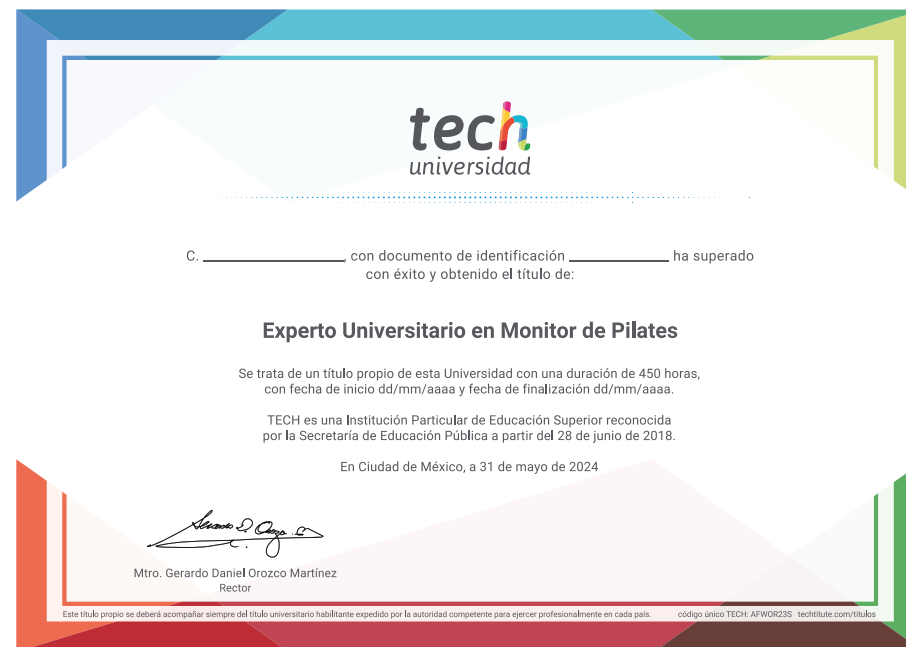 tech
universidad
C. ____________, con documento de identificación ____________ ha superado
con éxito y obtenido el título de:
Experto Universitario en Monitor de Pilates
Se trata de un título propio de esta Universidad con una duración de 450 horas,
con fecha de inicio dd/mm/aaaa y fecha de finalización dd/mm/aaaa.
TECH es una Institución Particular de Educación Superior reconocida
por la Secretaría de Educación Pública a partir del 28 de junio de 2018.
En Ciudad de México, a 31 de mayo de 2024
Mtro. Gerardo Daniel Orozco Martínez
Rector
Este título propio se deberá acompañar siempre del título universitario habilitante expedido por la autoridad competente para ejercer profesionalmente en cada país. código único TECH: AFWOR23S techtitute.com/titulos